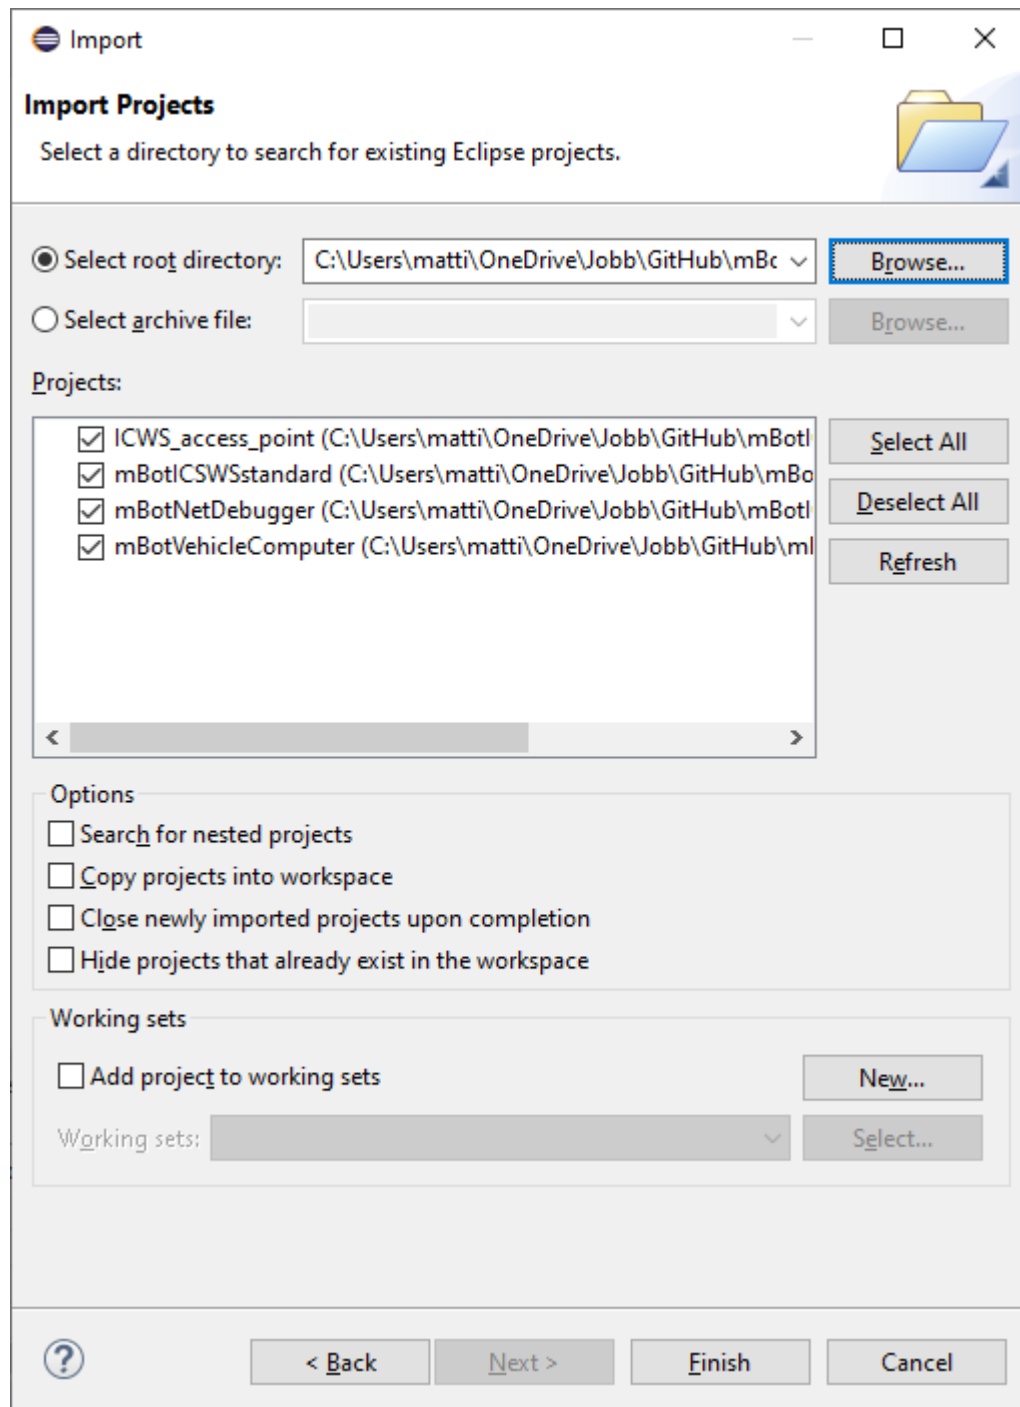 Import
Import Projects
Select a directory to search for existing Eclipse projects.
Select root directory: C:\Users\matti\OneDrive\Jobb\GitHub\mBc Browse...
Select archive file: Browse...
Projects:
ICWS_access_point (C:\Users\matti\OneDrive\Jobb\GitHub\mBotI Select All
mBotICSWSstandard (C:\Users\matti\OneDrive\Jobb\GitHub\mBo
mBotNetDebugger (C:\Users\matti\OneDrive\Jobb\GitHub\mBotI Deselect All
mBotVehicleComputer (C:\Users\matti\OneDrive\Jobb\GitHub\ml Refresh
Options
Search for nested projects
Copy projects into workspace
Close newly imported projects upon completion
Hide projects that already exist in the workspace
Working sets
Add project to working sets New...
Working sets: Select...
? < Back Next > Finish Cancel